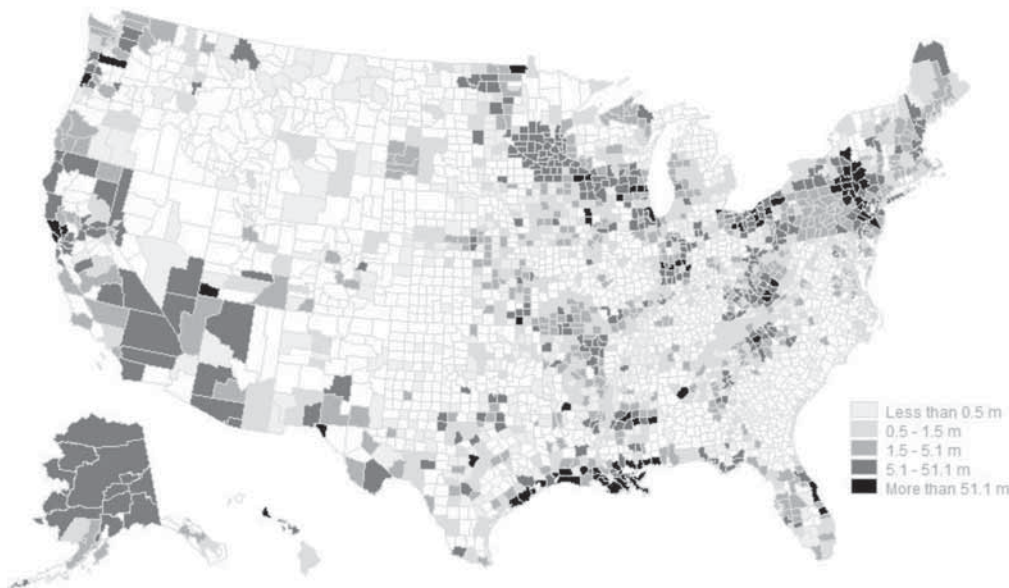 Less than 0.5 m
0.5 - 1.5 m
1.5 - 5.1 m
5.1 - 51.1 m
More than 51.1 m